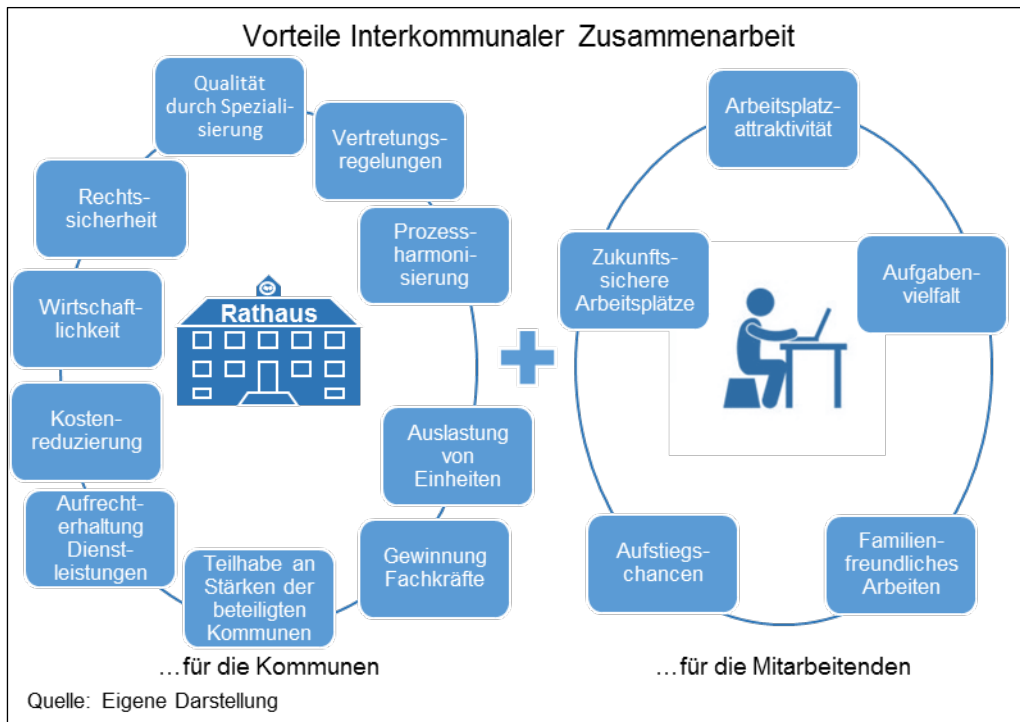 Vorteile Interkommunaler Zusammenarbeit
Qualität
durch Speziali-
sierung
Vertretungs-
regelungen
Prozess-
harmoni-
sierung
Auslastung
von
Einheiten
Gewinnung
Fachkräfte
Teilhabe an
Stärken der
beteiligten
Kommunen
Aufrecht-
erhaltung
Dienst-
leistungen
Kosten-
reduzierung
Wirtschaft-
lichkeit
Rechts-
sicherheit
Rathaus
...für die Kommunen
Arbeitsplatz-
attraktivität
Aufgaben-
vielfalt
Familien-
freundliches
Arbeiten
Aufstiegs-
chancen
Zukunfts-
sichere
Arbeitsplätze
...für die Mitarbeitenden
Quelle: Eigene Darstellung